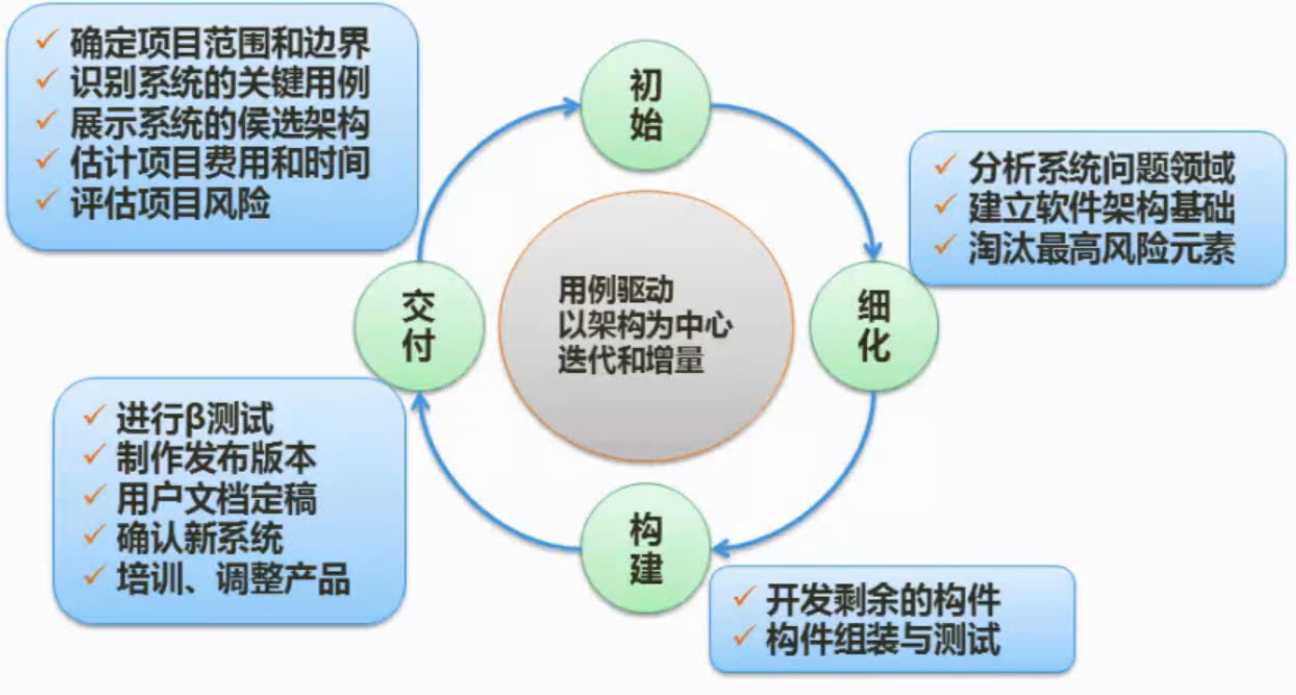 确定项目范围和边界
识别系统的关键用例
展示系统的侯选架构
估计项目费用和时间
评估项目风险
初
始
分析系统问题领域
建立软件架构基础
淘汰最高风险元素
用例驱动
以架构为中心
迭代和增量
交
付
细
化
进行β测试
制作发布版本
用户文档定稿
确认新系统
培训、调整产品
构
建
开发剩余的构件
构件组装与测试